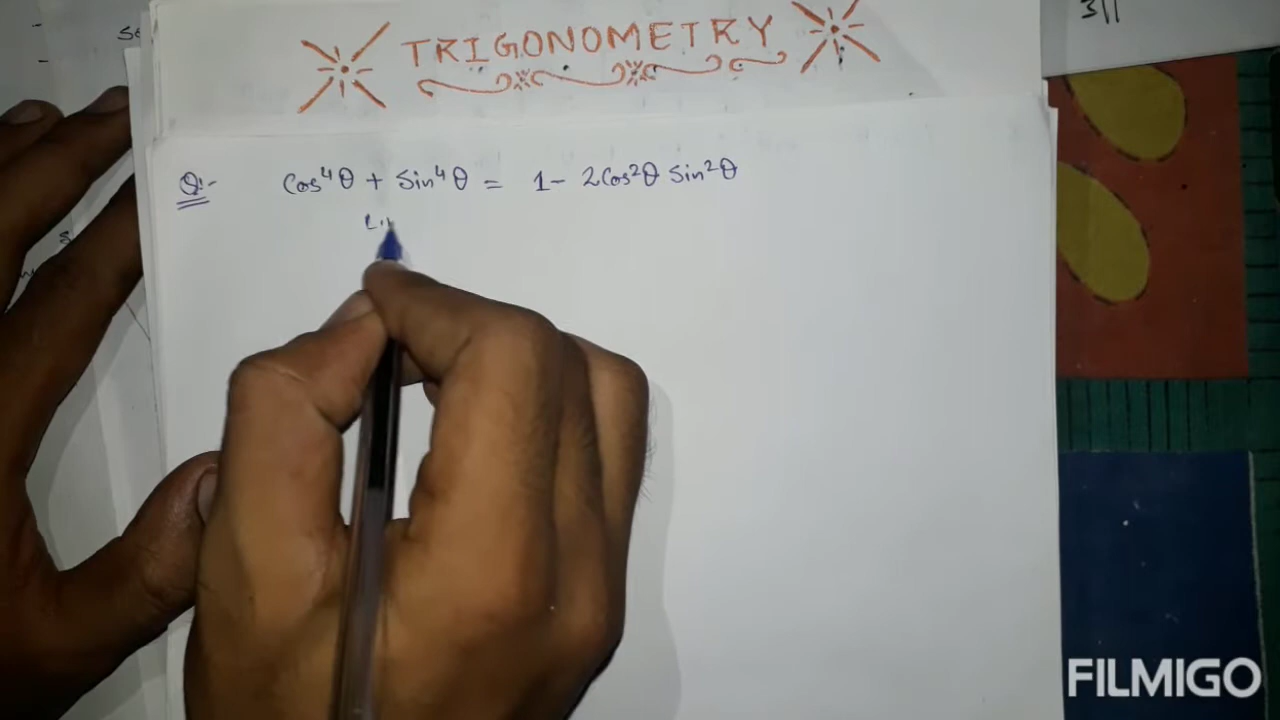 TRIGONOMETRY
Q:- Cos⁴θ + Sin⁴θ = 1 - 2Cos²θ Sin²θ
FILMIGO